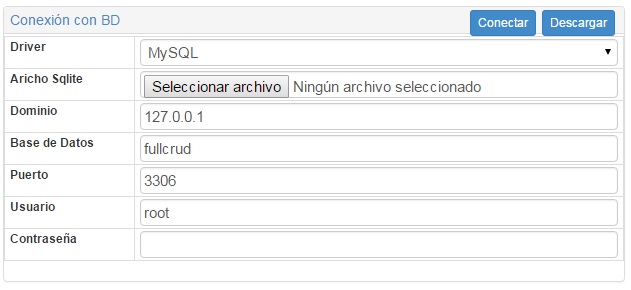 Conexión con BD Conectar Descargar
Driver MySQL
Aricho Sqlite Seleccionar archivo Ningún archivo seleccionado
Dominio 127.0.0.1
Base de Datos fullcrud
Puerto 3306
Usuario root
Contraseña